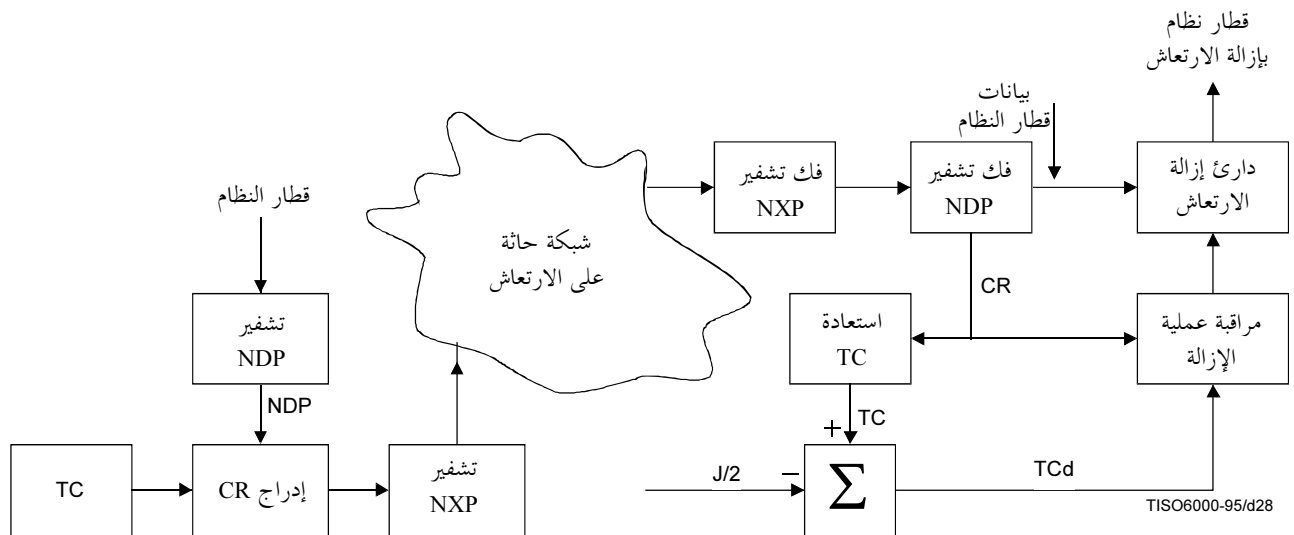 قطار نظام
بإزالة الارتعاش
بيانات
قطار النظام
دارئ إزالة
الارتعاش
فك تشفير
NDP
فك تشفير
NXP
قطار النظام
شبكة حاثة
على الارتعاش
CR
مراقبة عملية
الإزالة
استعادة
TC
تشفير
NDP
NDP
TC
+
تشفير
NXP
إدراج CR
TC
J/2
−
Σ
TCd
TISO6000-95/d28